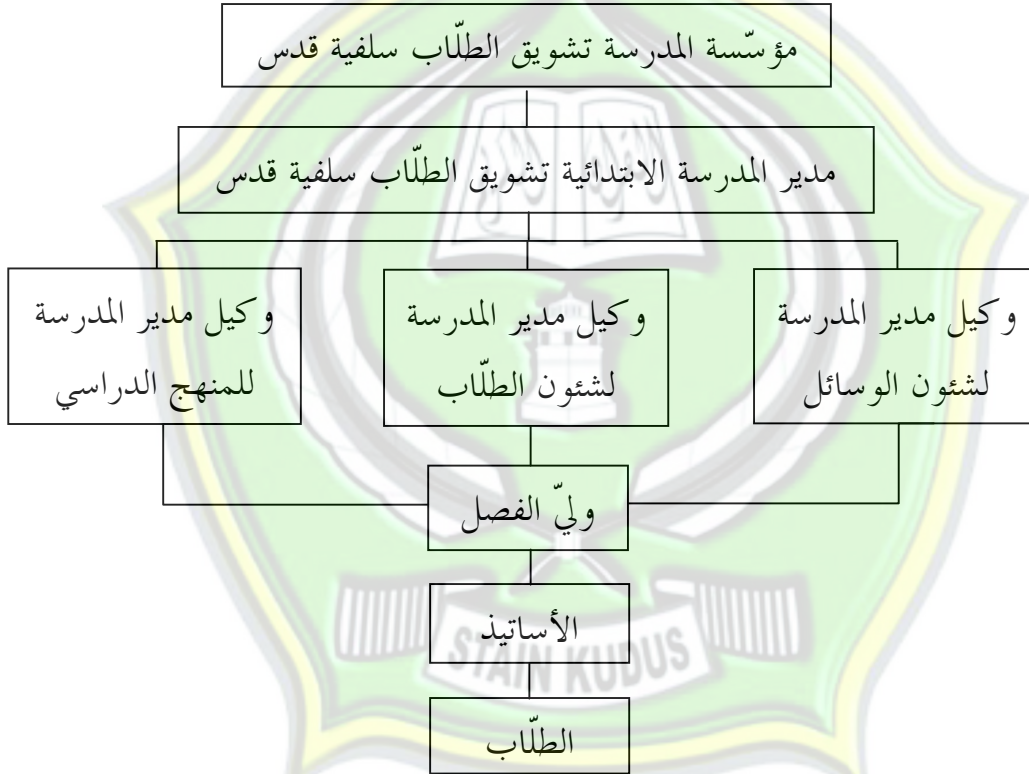 مؤسّسة المدرسة تشويق الطلّاب سلفية قدس
مدير المدرسة الابتدائية تشويق الطلّاب سلفية قدس
وكيل مدير المدرسة
لشئون الوسائل
وكيل مدير المدرسة
لشئون الطلّاب
وكيل مدير المدرسة
للمنهج الدراسي
وليّ الفصل
الأساتيذ
STAIN KUDUS
الطلّاب